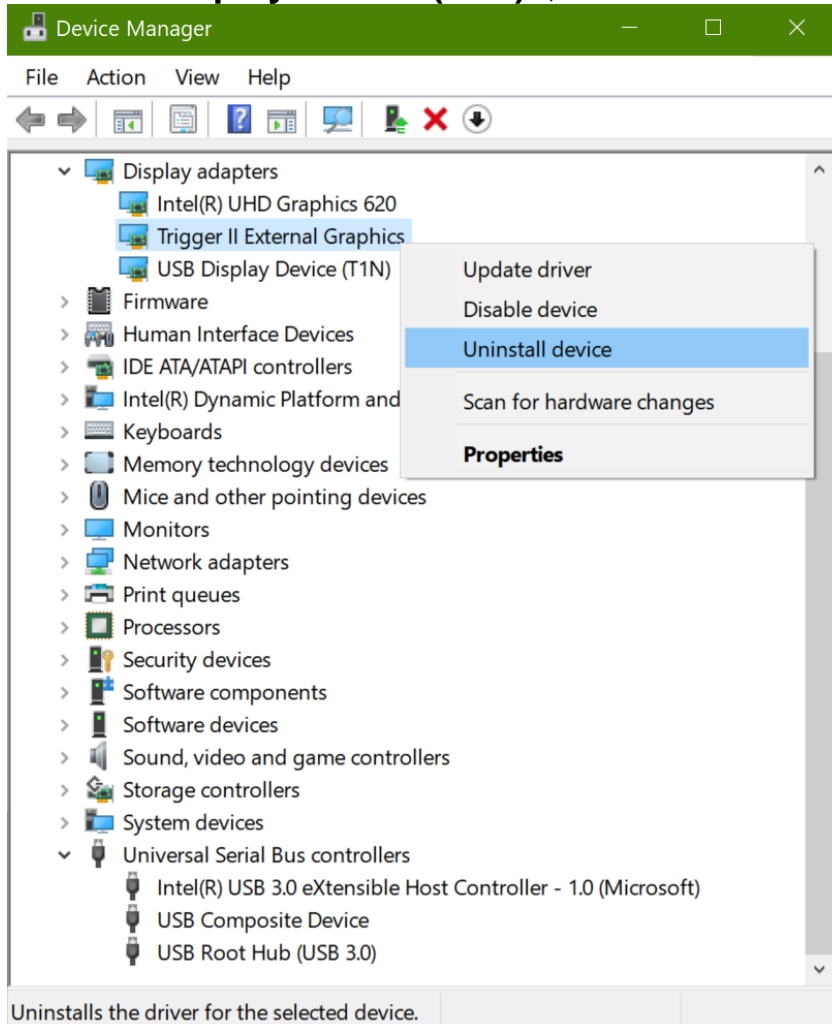 Device Manager
File Action View Help
Display adapters
Intel(R) UHD Graphics 620
Trigger II External Graphics
USB Display Device (T1N)
Firmware
Human Interface Devices
IDE ATA/ATAPI controllers
Intel(R) Dynamic Platform and
Keyboards
Memory technology devices
Mice and other pointing devices
Monitors
Network adapters
Print queues
Processors
Security devices
Software components
Software devices
Sound, video and game controllers
Storage controllers
System devices
Universal Serial Bus controllers
Intel(R) USB 3.0 eXtensible Host Controller - 1.0 (Microsoft)
USB Composite Device
USB Root Hub (USB 3.0)
Update driver
Disable device
Uninstall device
Scan for hardware changes
Properties
Uninstalls the driver for the selected device.